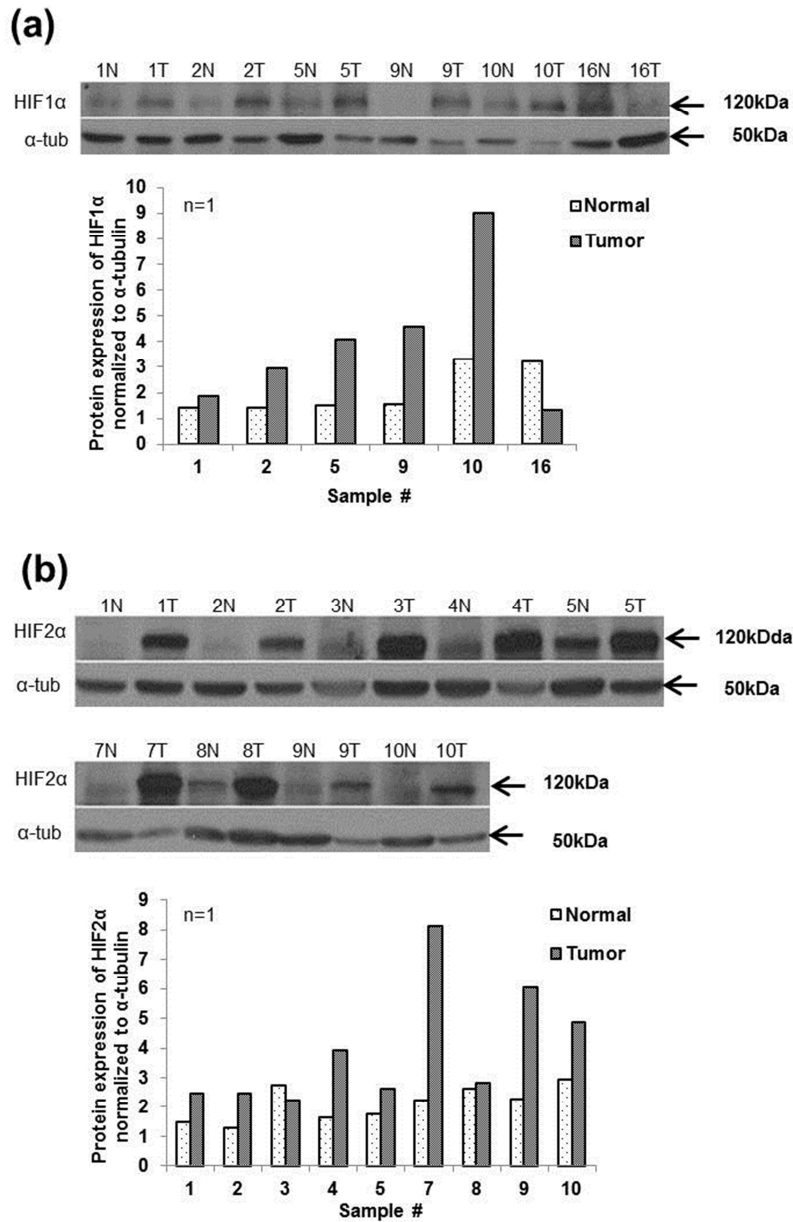 (a)
1N 1T 2N 2T 5N 5T 9N 9T 10N 10T 16N 16T
HIF1α 120kDa
α-tub 50kDa
Protein expression of HIF1α
normalized to α-tubulin
10
9
8
7
6
5
4
3
2
1
0
n=1
Normal
Tumor
1 2 5 9 10 16
Sample #
(b)
1N 1T 2N 2T 3N 3T 4N 4T 5N 5T
HIF2α 120kDda
α-tub 50kDa
7N 7T 8N 8T 9N 9T 10N 10T
HIF2α 120kDa
α-tub 50kDa
Protein expression of HIF2α
normalized to α-tubulin
9
8
7
6
5
4
3
2
1
0
n=1
Normal
Tumor
1 2 3 4 5 7 8 9 10
Sample #